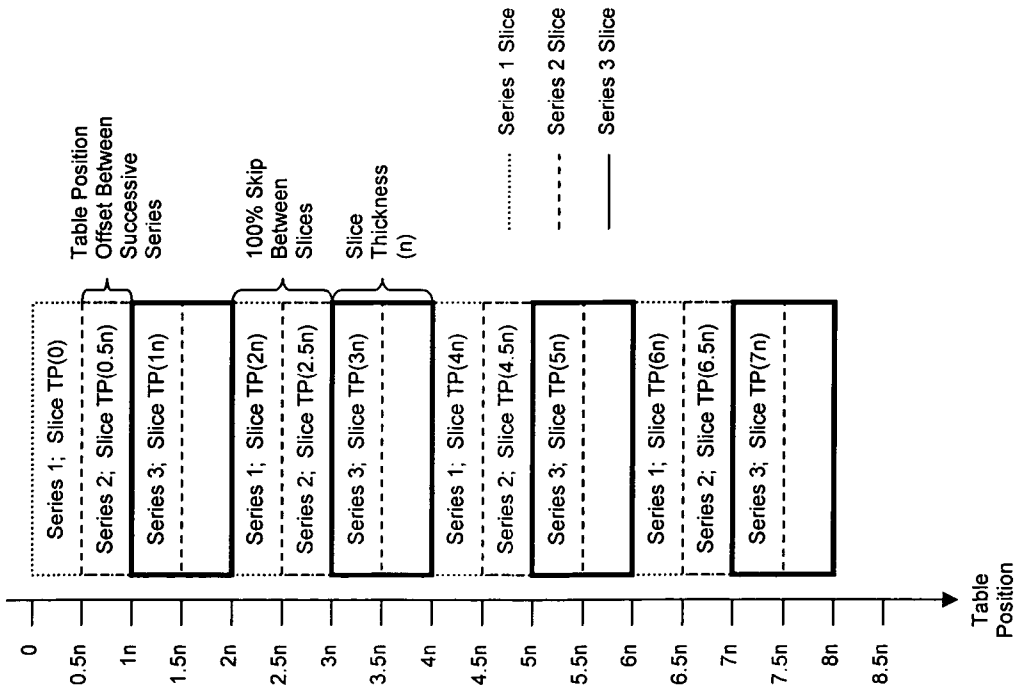 Series 1; Slice TP(0)
Series 2; Slice TP(0.5n)
Series 3; Slice TP(1n)
Series 1; Slice TP(2n)
Series 2; Slice TP(2.5n)
Series 3; Slice TP(3n)
Series 1; Slice TP(4n)
Series 2; Slice TP(4.5n)
Series 3; Slice TP(5n)
Series 1; Slice TP(6n)
Series 2; Slice TP(6.5n)
Series 3; Slice TP(7n)
Table Position
Offset Between
Successive
Series
100% Skip
Between
Slices
Slice
Thickness
(n)
Series 1 Slice
Series 2 Slice
Series 3 Slice
0
0.5n
1n
1.5n
2n
2.5n
3n
3.5n
4n
4.5n
5n
5.5n
6n
6.5n
7n
7.5n
8n
8.5n
Table
Position